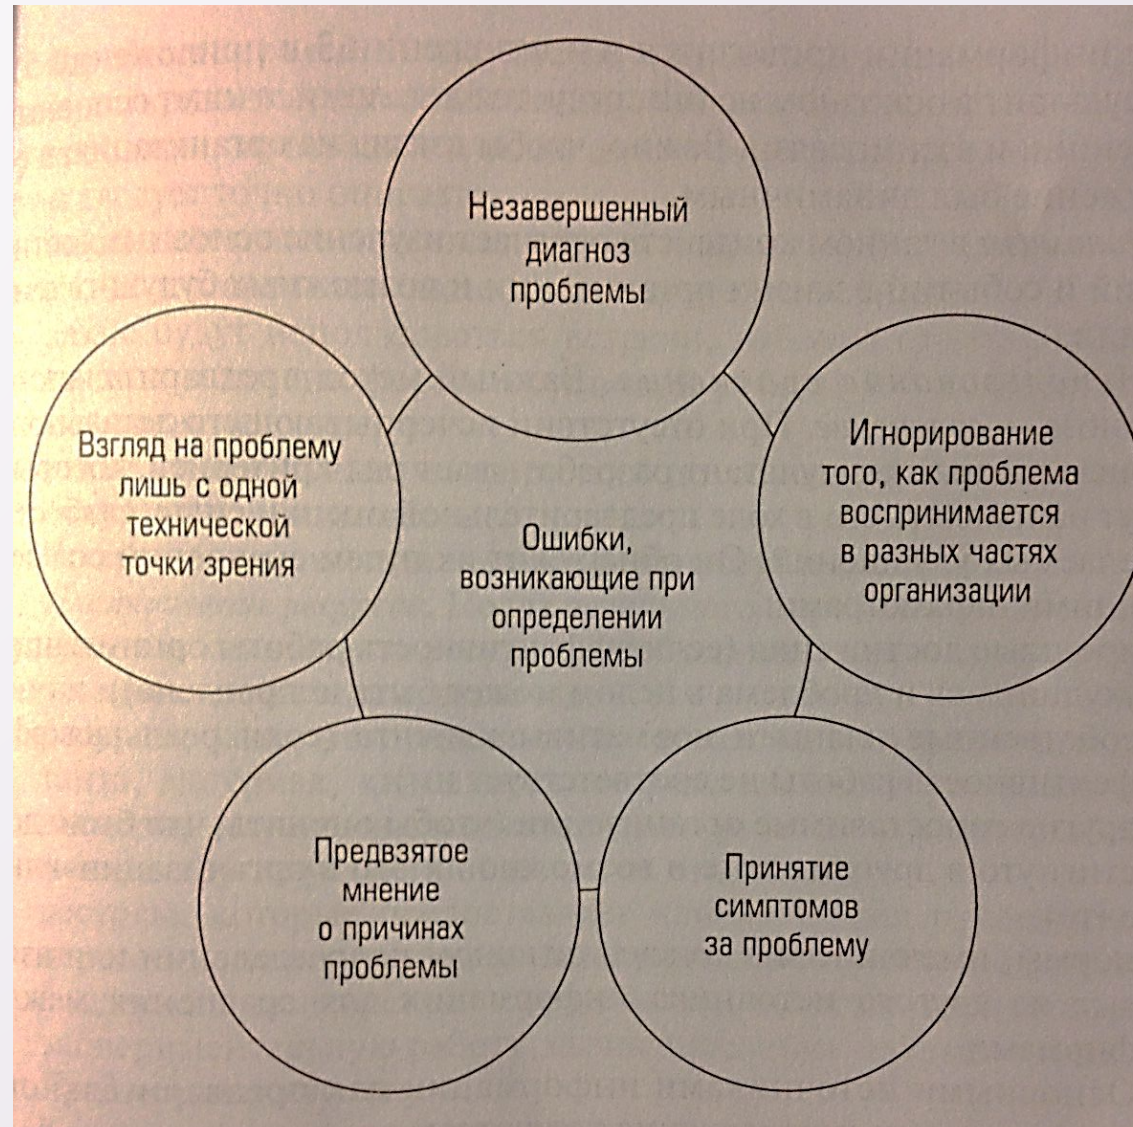 Незавершенный
диагноз
проблемы
Взгляд на проблему
лишь с одной
технической
точки зрения
Игнорирование
того, как проблема
воспринимается
в разных частях
организации
Ошибки,
возникающие при
определении
проблемы
Предвзятое
мнение
о причинах
проблемы
Принятие
симптомов
за проблему